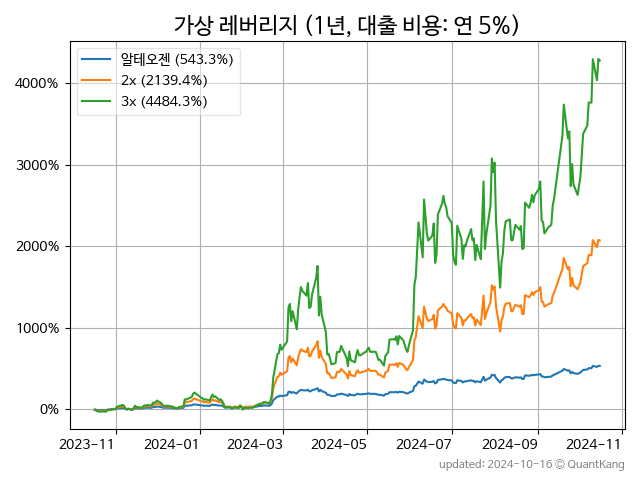 가상 레버리지 (1년, 대출 비용: 연 5%)
알테오젠 (543.3%)
2x (2139.4%)
3x (4484.3%)
4000%
3000%
2000%
1000%
0%
2023-11 2024-01 2024-03 2024-05 2024-07 2024-09 2024-11
updated: 2024-10-16 © QuantKang